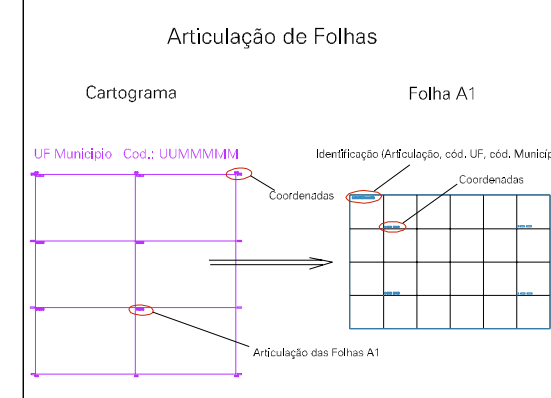 Articulação de Folhas
Cartograma
Folha A1
UF Municipio Cod.: UUMMMMM
Identificação (Articulação, cód. UF, cód. Municíp
Coordenadas
Coordenadas
Articulação das Folhas A1